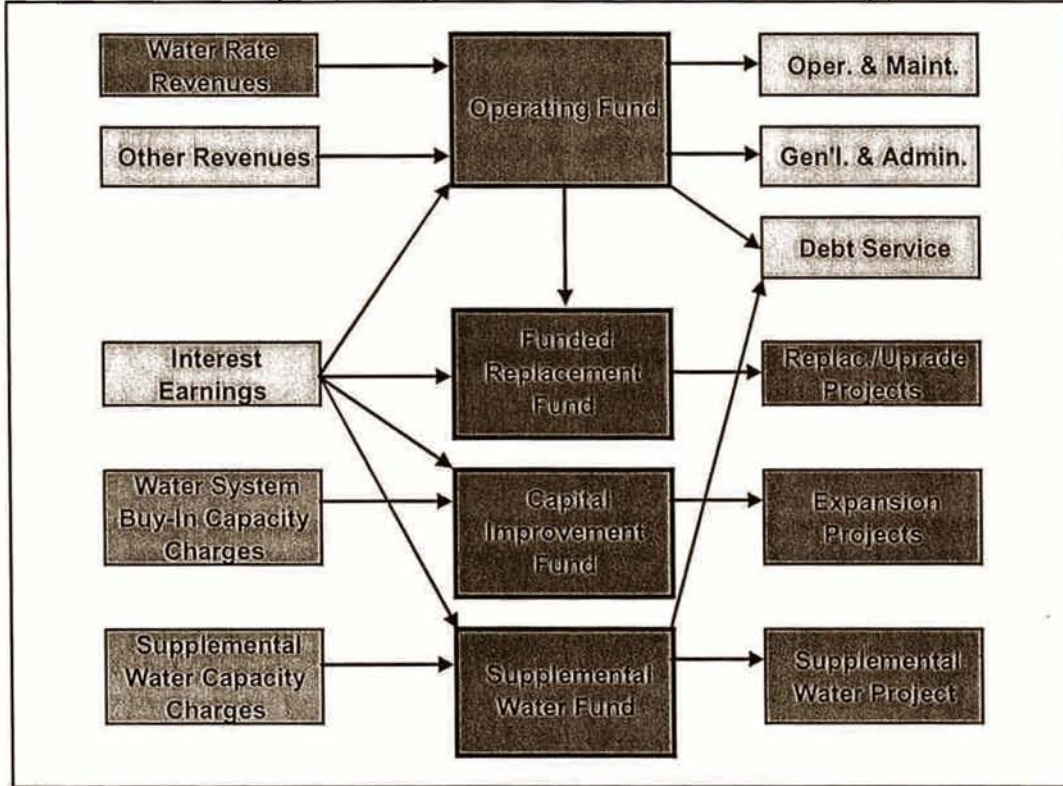 Water Rate
Revenues
Operating Fund
Oper. & Maint.
Other Revenues
Gen'l. & Admin.
Debt Service
Interest
Earnings
Funded
Replacement
Fund
Replac./Uprade
Projects
Water System
Buy-In Capacity
Charges
Capital
Improvement
Fund
Expansion
Projects
Supplemental
Water Capacity
Charges
Supplemental
Water Fund
Supplemental
Water Project